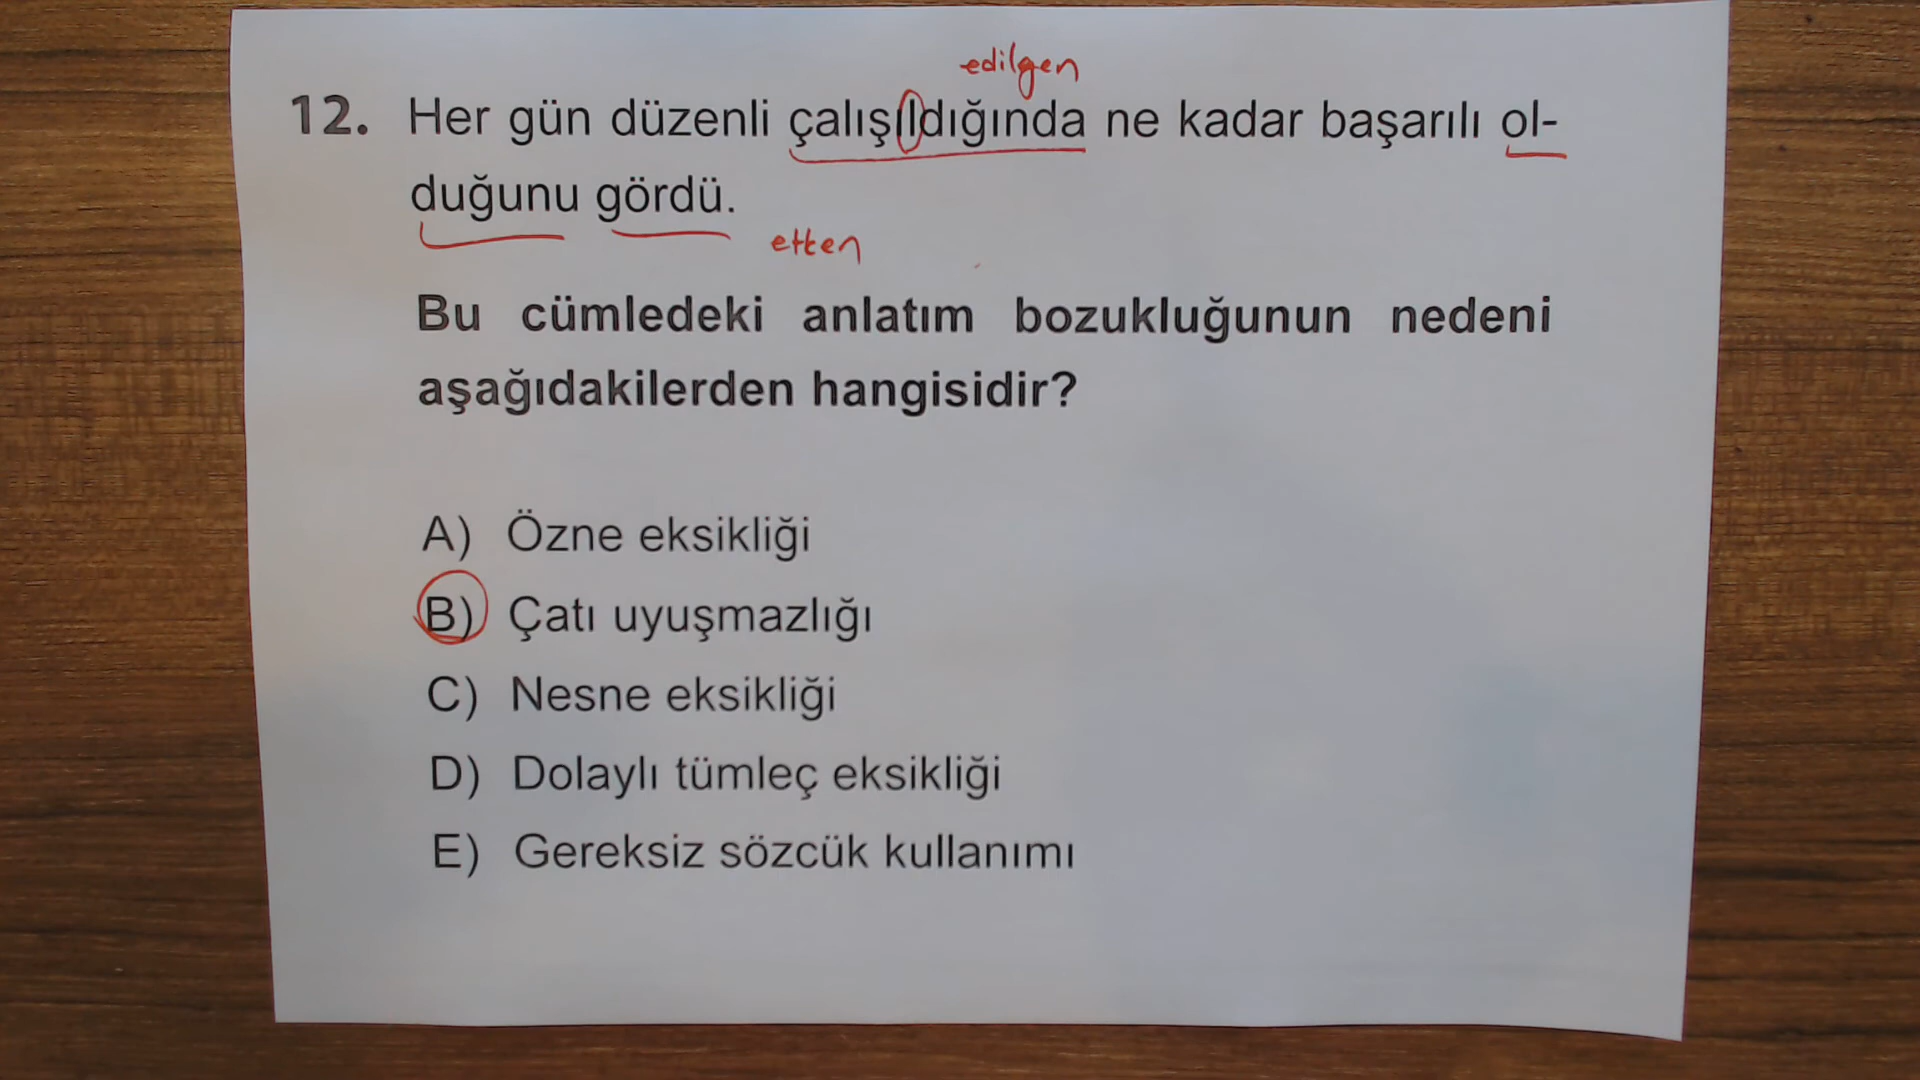 edilgen
12. Her gün düzenli çalışıldığında ne kadar başarılı ol-
duğunu gördü.
etken
Bu cümledeki anlatım bozukluğunun nedeni
aşağıdakilerden hangisidir?
A) Özne eksikliği
B) Çatı uyuşmazlığı
C) Nesne eksikliği
D) Dolaylı tümleç eksikliği
E) Gereksiz sözcük kullanımı